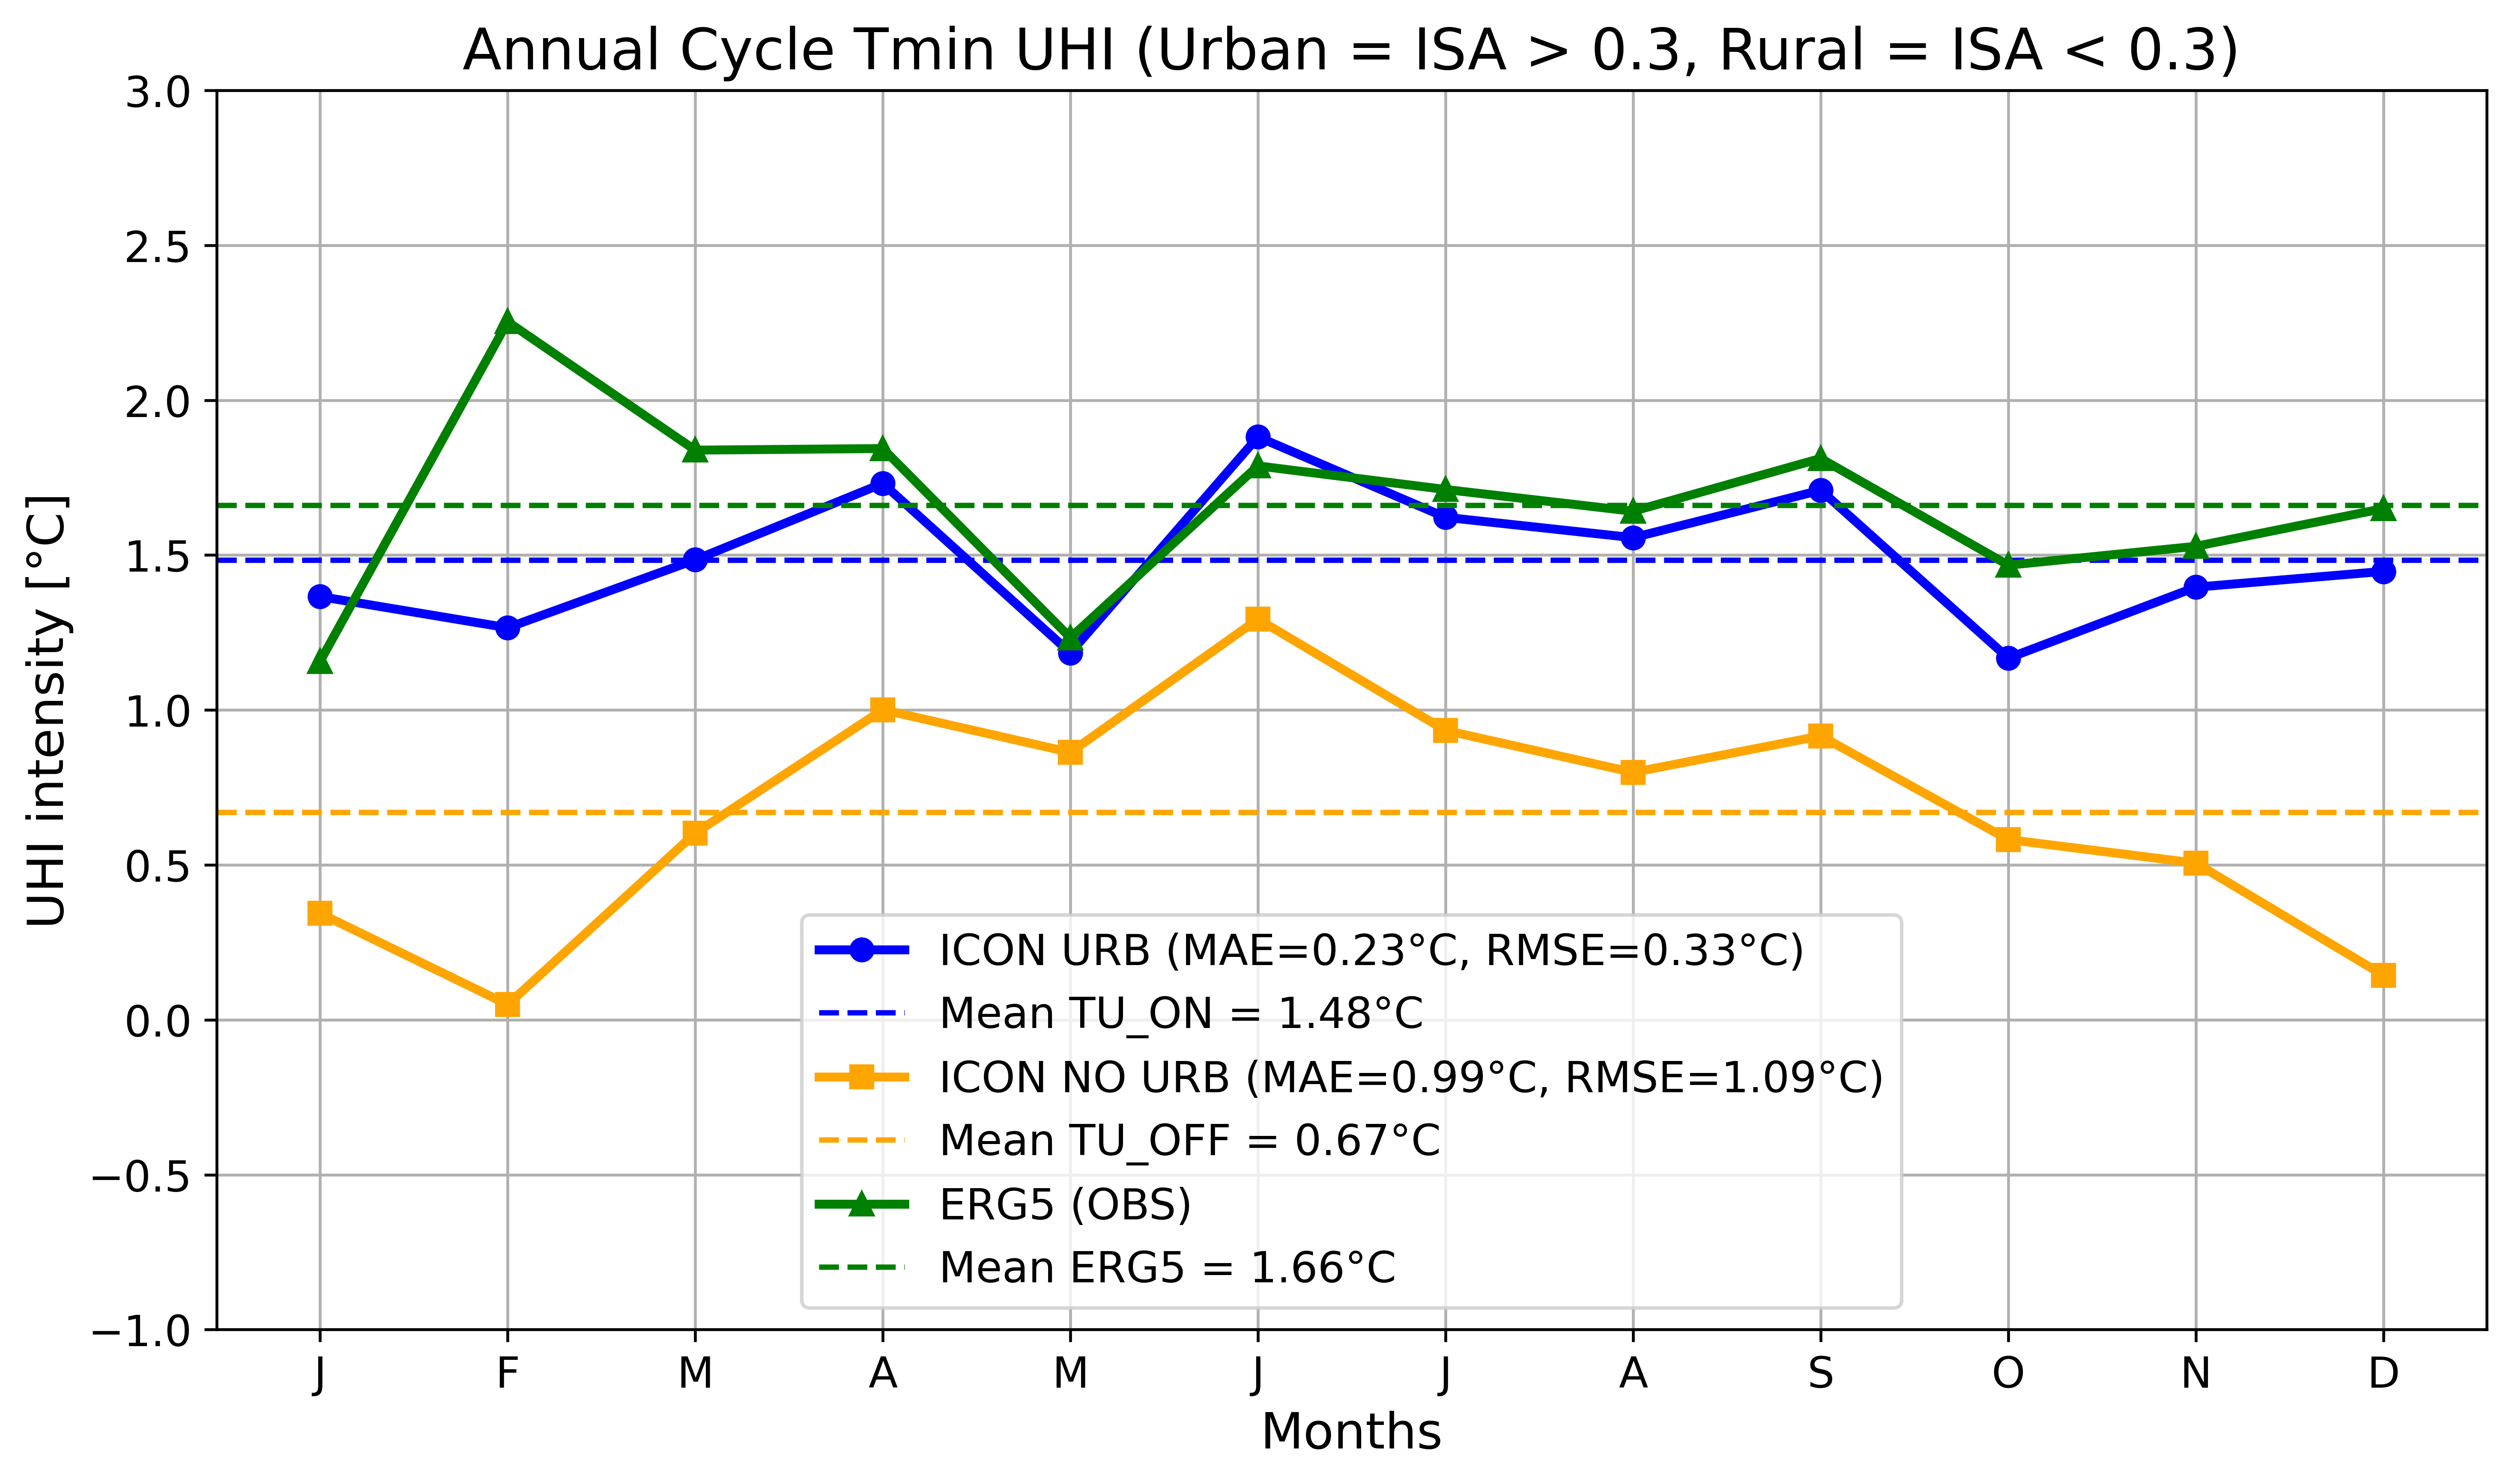 Annual Cycle Tmin UHI (Urban = ISA > 0.3, Rural = ISA < 0.3)
UHI intensity [°C]
3.0
2.5
2.0
1.5
1.0
0.5
0.0
−0.5
−1.0
ICON URB (MAE=0.23°C, RMSE=0.33°C)
Mean TU_ON = 1.48°C
ICON NO URB (MAE=0.99°C, RMSE=1.09°C)
Mean TU_OFF = 0.67°C
ERG5 (OBS)
Mean ERG5 = 1.66°C
J F M A M J J A S O N D
Months